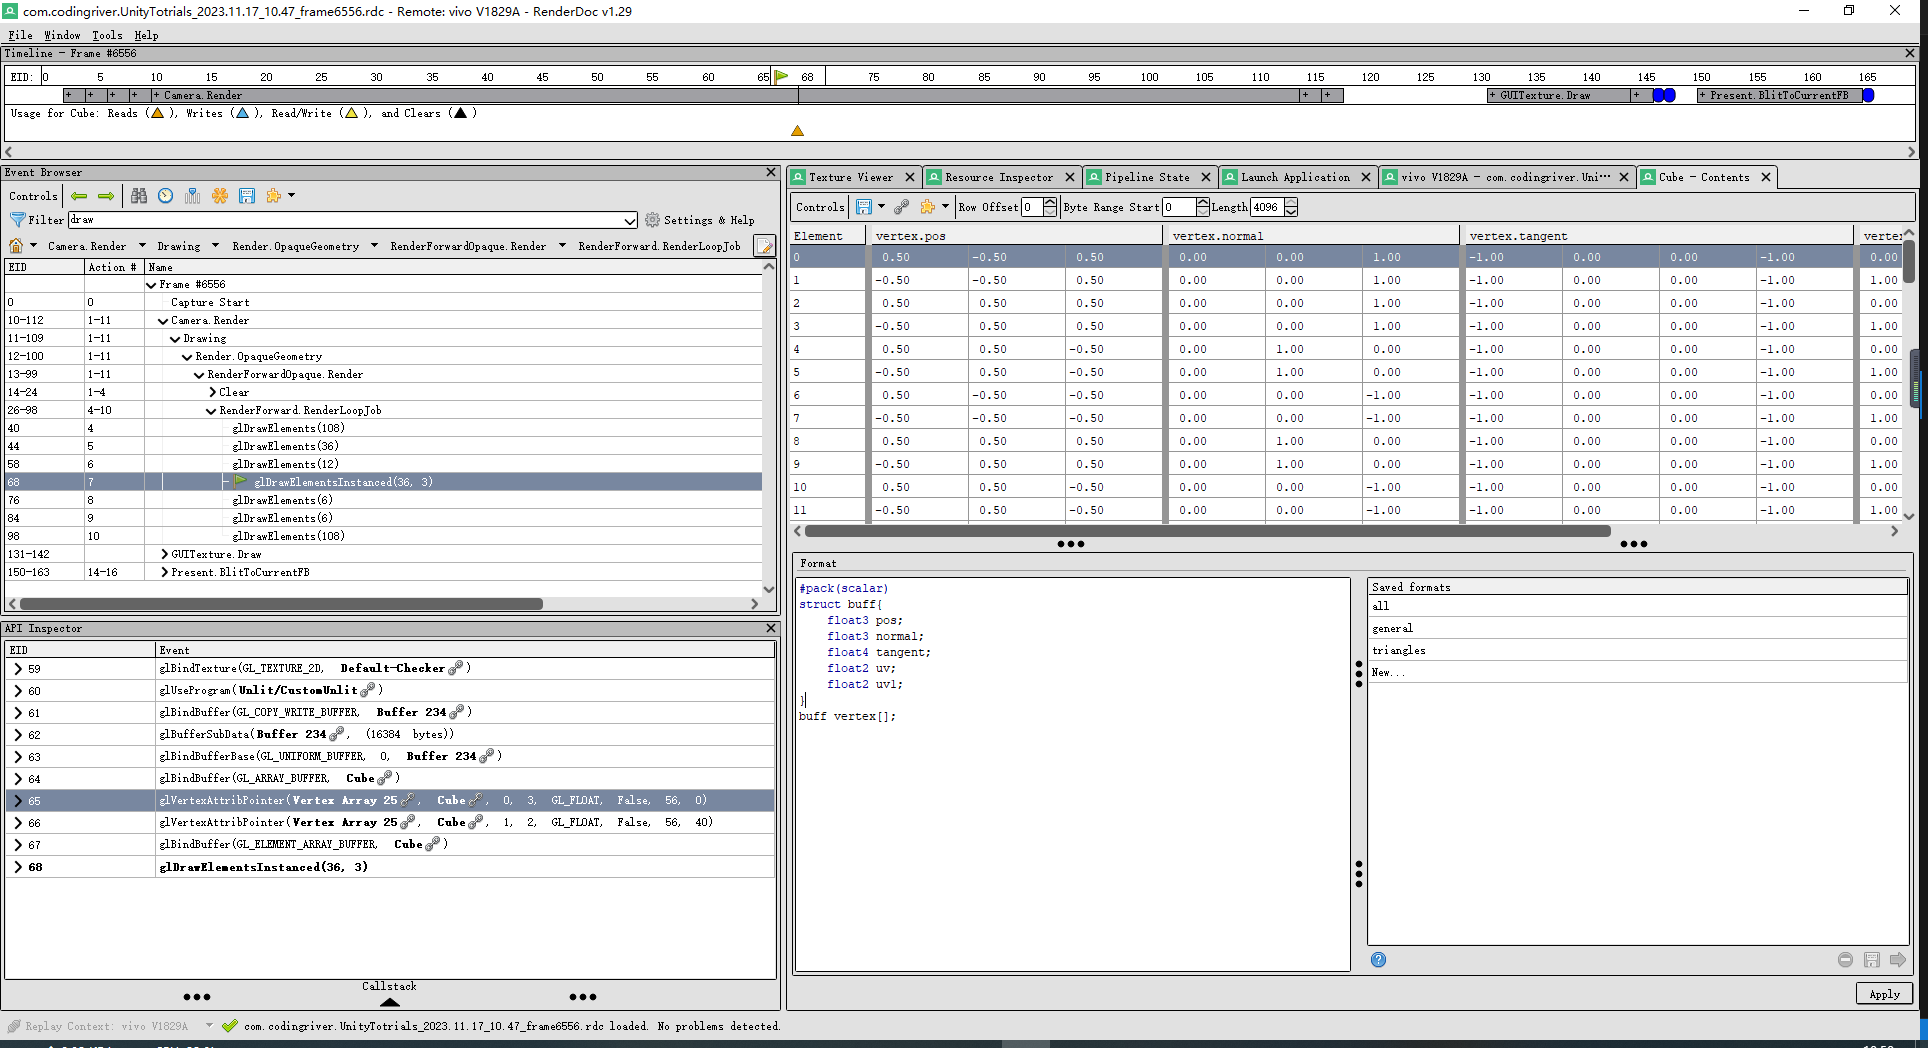 com.codingriver.UnityTotrials_2023.11.17_10.47_frame6556.rdc - Remote: vivo V1829A - RenderDoc v1.29
File Window Tools Help
Timeline - Frame #6556
EID: 0 5 10 15 20 25 30 35 40 45 50 55 60 65 68 75 80 85 90 95 100 105 110 115 120 125 130 135 140 145 150 155 160 165
+ + + + + Camera.Render + + + GUITexture.Draw + + Present.BlitToCurrentFB
Usage for Cube: Reads ( ), Writes ( ), Read/Write ( ), and Clears ( )
Event Browser
Controls
Filter draw Settings & Help
Camera.Render Drawing Render.OpaqueGeometry RenderForwardOpaque.Render RenderForward.RenderLoopJob
EID Action # Name
Frame #6556
0 0 Capture Start
10-112 1-11 Camera.Render
11-109 1-11 Drawing
12-100 1-11 Render.OpaqueGeometry
13-99 1-11 RenderForwardOpaque.Render
14-24 1-4 Clear
26-98 4-10 RenderForward.RenderLoopJob
40 4 glDrawElements(108)
44 5 glDrawElements(36)
58 6 glDrawElements(12)
68 7 glDrawElementsInstanced(36, 3)
76 8 glDrawElements(6)
84 9 glDrawElements(6)
98 10 glDrawElements(108)
131-142 GUITexture.Draw
150-163 14-16 Present.BlitToCurrentFB
API Inspector
EID Event
59 glBindTexture(GL_TEXTURE_2D, Default-Checker )
60 glUseProgram(Unlit/CustomUnlit )
61 glBindBuffer(GL_COPY_WRITE_BUFFER, Buffer 234 )
62 glBufferSubData(Buffer 234 , (16384 bytes))
63 glBindBufferBase(GL_UNIFORM_BUFFER, 0, Buffer 234 )
64 glBindBuffer(GL_ARRAY_BUFFER, Cube )
65 glVertexAttribPointer(Vertex Array 25 , Cube , 0, 3, GL_FLOAT, False, 56, 0)
66 glVertexAttribPointer(Vertex Array 25 , Cube , 1, 2, GL_FLOAT, False, 56, 40)
67 glBindBuffer(GL_ELEMENT_ARRAY_BUFFER, Cube )
68 glDrawElementsInstanced(36, 3)
Callstack
Texture Viewer Resource Inspector Pipeline State Launch Application vivo V1829A - com.codingriver.Uni... Cube - Contents
Controls Row Offset 0 Byte Range Start 0 Length 4096
Element vertex.pos vertex.normal vertex.tangent vertex
0 0.50 -0.50 0.50 0.00 0.00 1.00 -1.00 0.00 0.00 -1.00 0.00
1 -0.50 -0.50 0.50 0.00 0.00 1.00 -1.00 0.00 0.00 -1.00 1.00
2 0.50 0.50 0.50 0.00 0.00 1.00 -1.00 0.00 0.00 -1.00 0.00
3 -0.50 0.50 0.50 0.00 0.00 1.00 -1.00 0.00 0.00 -1.00 1.00
4 0.50 0.50 -0.50 0.00 1.00 0.00 -1.00 0.00 0.00 -1.00 0.00
5 -0.50 0.50 -0.50 0.00 1.00 0.00 -1.00 0.00 0.00 -1.00 1.00
6 0.50 -0.50 -0.50 0.00 0.00 -1.00 -1.00 0.00 0.00 -1.00 0.00
7 -0.50 -0.50 -0.50 0.00 0.00 -1.00 -1.00 0.00 0.00 -1.00 1.00
8 0.50 0.50 0.50 0.00 1.00 0.00 -1.00 0.00 0.00 -1.00 0.00
9 -0.50 0.50 0.50 0.00 1.00 0.00 -1.00 0.00 0.00 -1.00 1.00
10 0.50 0.50 -0.50 0.00 0.00 -1.00 -1.00 0.00 0.00 -1.00 0.00
11 -0.50 0.50 -0.50 0.00 0.00 -1.00 -1.00 0.00 0.00 -1.00 1.00
Format
#pack(scalar)
struct buff{
float3 pos;
float3 normal;
float4 tangent;
float2 uv;
float2 uv1;
}
buff vertex[];
Saved formats
all
general
triangles
New...
Apply
Replay Context: vivo V1829A com.codingriver.UnityTotrials_2023.11.17_10.47_frame6556.rdc loaded. No problems detected.